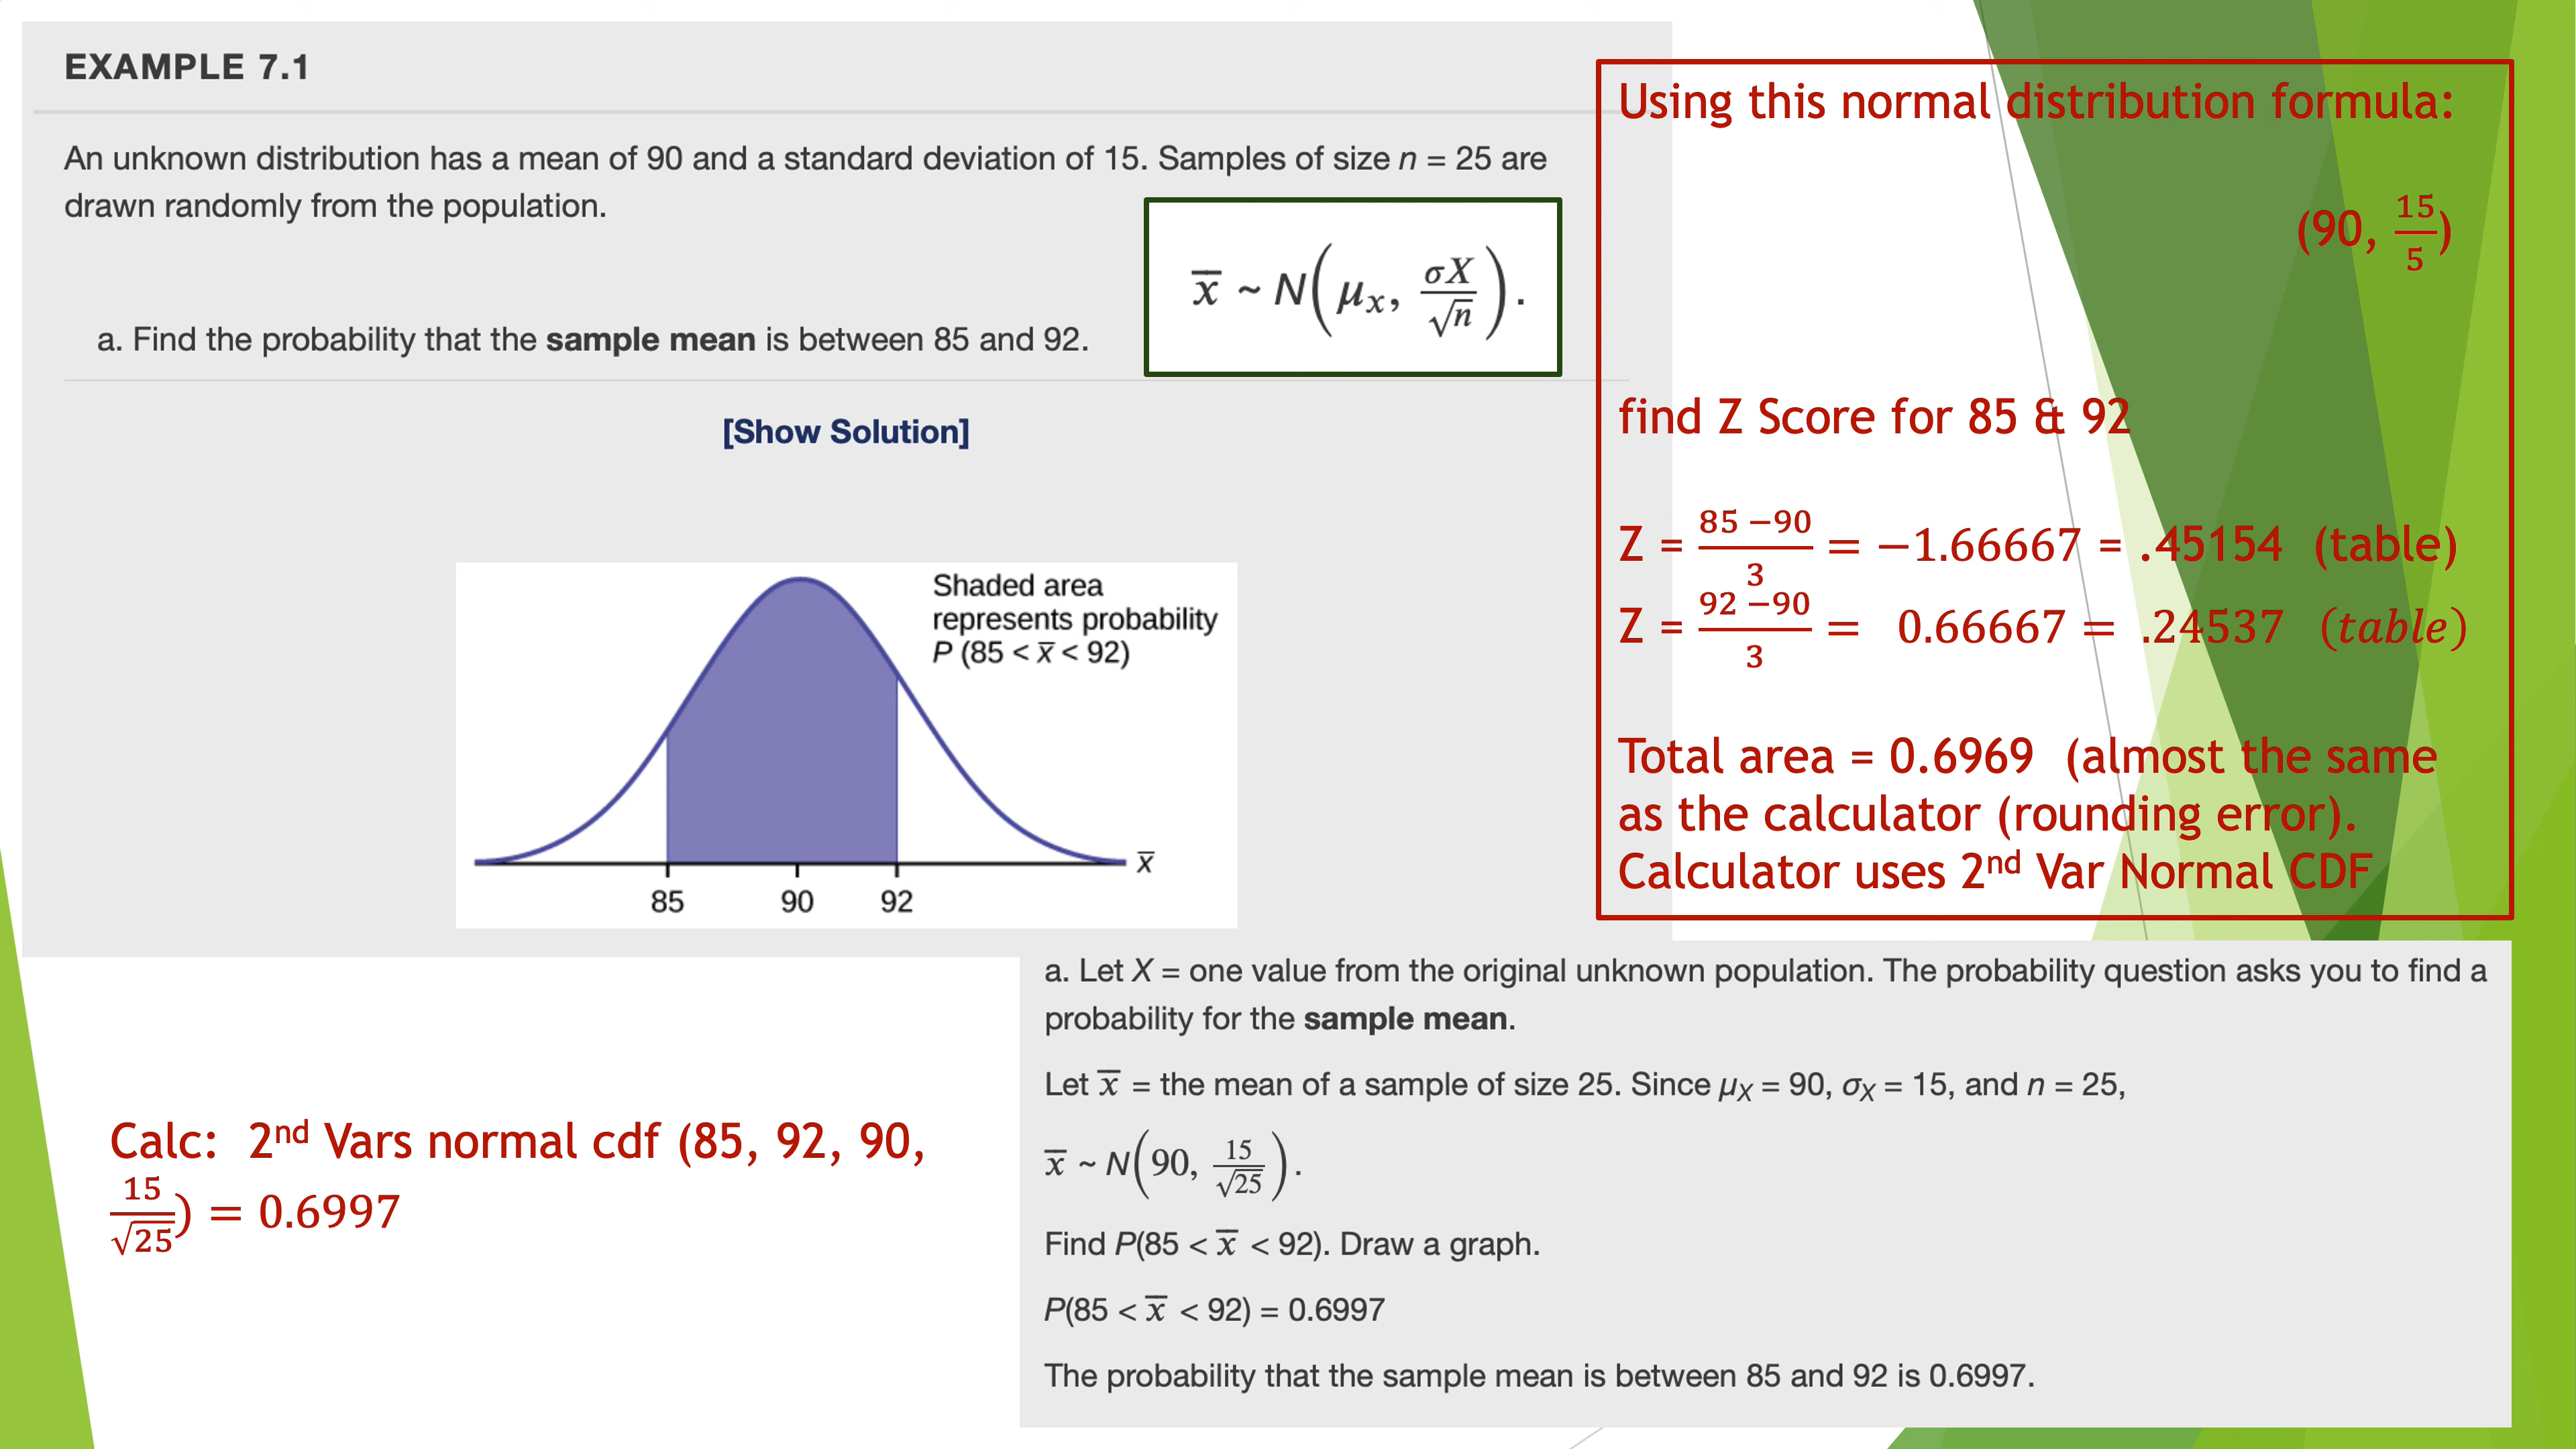 EXAMPLE 7.1
An unknown distribution has a mean of 90 and a standard deviation of 15. Samples of size n = 25 are
drawn randomly from the population.
x̅ ~ N(μₓ, σX/√n).
a. Find the probability that the sample mean is between 85 and 92.
[Show Solution]
Shaded area
represents probability
P (85 < x̅ < 92)
x̅
85 90 92
Using this normal distribution formula:
(90, 15/5)
find Z Score for 85 & 92
Z = (85 −90)/3 = −1.66667 = .45154 (table)
Z = (92 −90)/3 = 0.66667 = .24537 (table)
Total area = 0.6969 (almost the same
as the calculator (rounding error).
Calculator uses 2nd Var Normal CDF
Calc: 2nd Vars normal cdf (85, 92, 90,
15/√25) = 0.6997
a. Let X = one value from the original unknown population. The probability question asks you to find a
probability for the sample mean.
Let x̅ = the mean of a sample of size 25. Since μX = 90, σX = 15, and n = 25,
x̅ ~ N(90, 15/√25).
Find P(85 < x̅ < 92). Draw a graph.
P(85 < x̅ < 92) = 0.6997
The probability that the sample mean is between 85 and 92 is 0.6997.